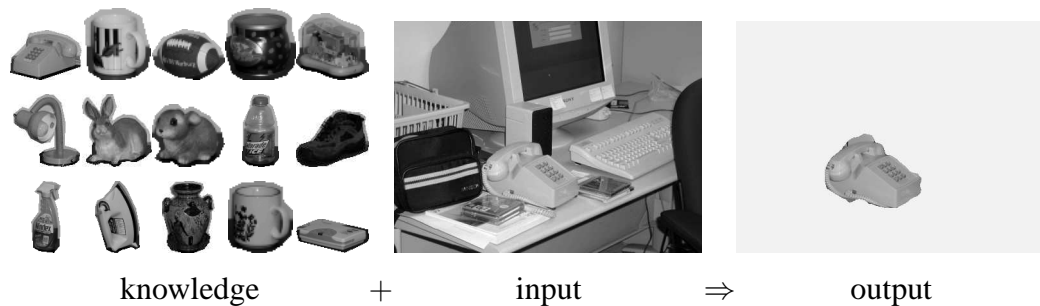 knowledge + input ⇒ output